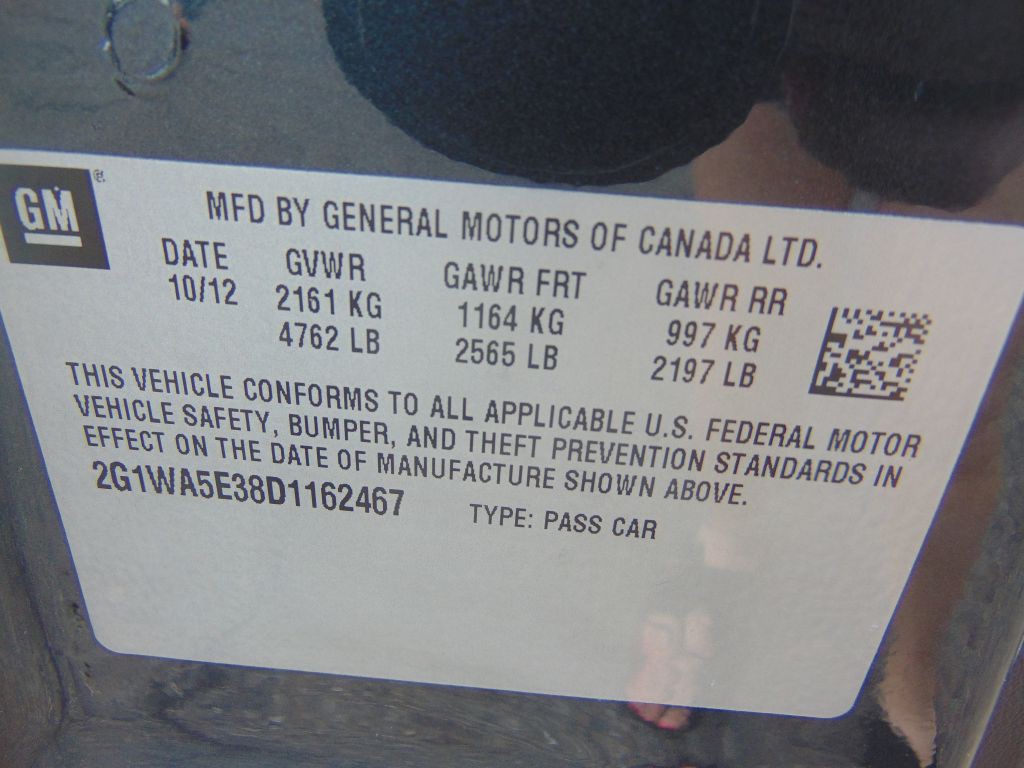 GM ®
MFD BY GENERAL MOTORS OF CANADA LTD.
DATE GVWR GAWR FRT GAWR RR
10/12 2161 KG 1164 KG 997 KG
4762 LB 2565 LB 2197 LB
THIS VEHICLE CONFORMS TO ALL APPLICABLE U.S. FEDERAL MOTOR
VEHICLE SAFETY, BUMPER, AND THEFT PREVENTION STANDARDS IN
EFFECT ON THE DATE OF MANUFACTURE SHOWN ABOVE.
2G1WA5E38D1162467 TYPE: PASS CAR